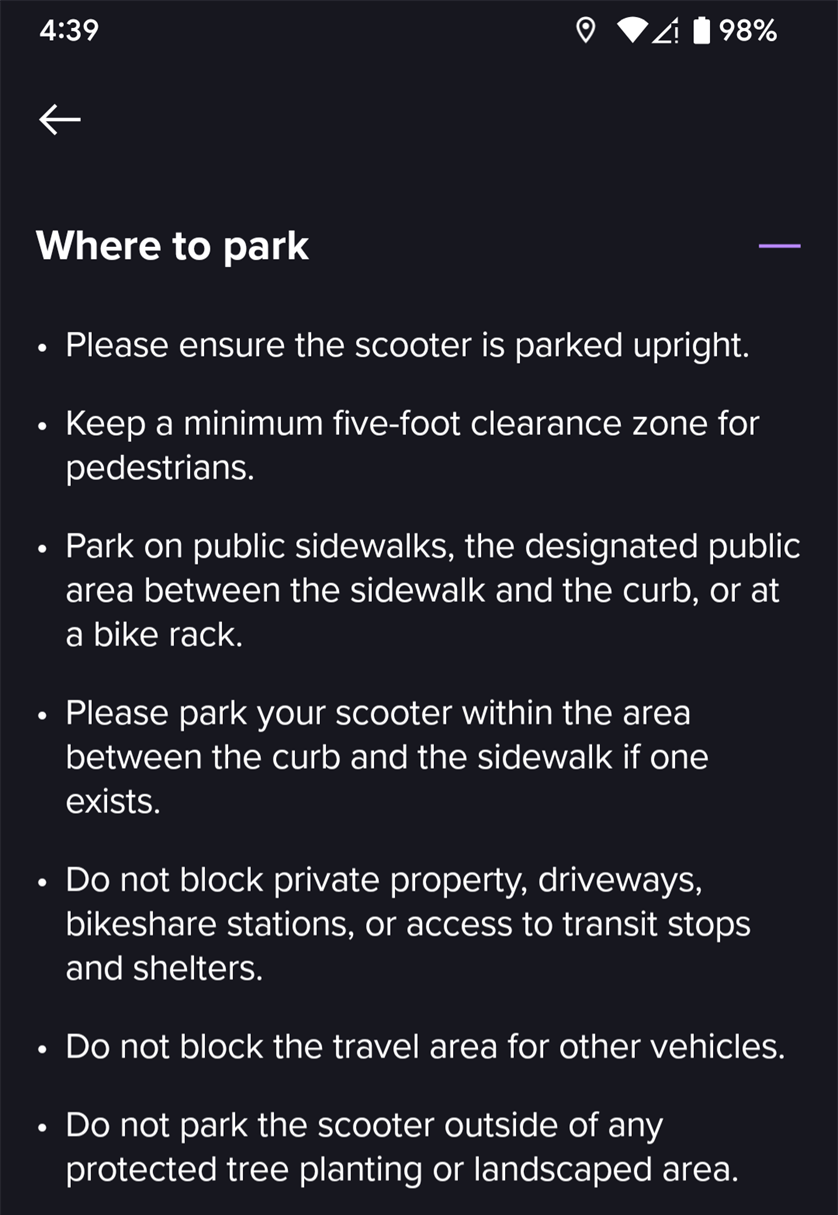 4:39
98%
Where to park
• Please ensure the scooter is parked upright.
• Keep a minimum five-foot clearance zone for
pedestrians.
• Park on public sidewalks, the designated public
area between the sidewalk and the curb, or at
a bike rack.
• Please park your scooter within the area
between the curb and the sidewalk if one
exists.
• Do not block private property, driveways,
bikeshare stations, or access to transit stops
and shelters.
• Do not block the travel area for other vehicles.
• Do not park the scooter outside of any
protected tree planting or landscaped area.